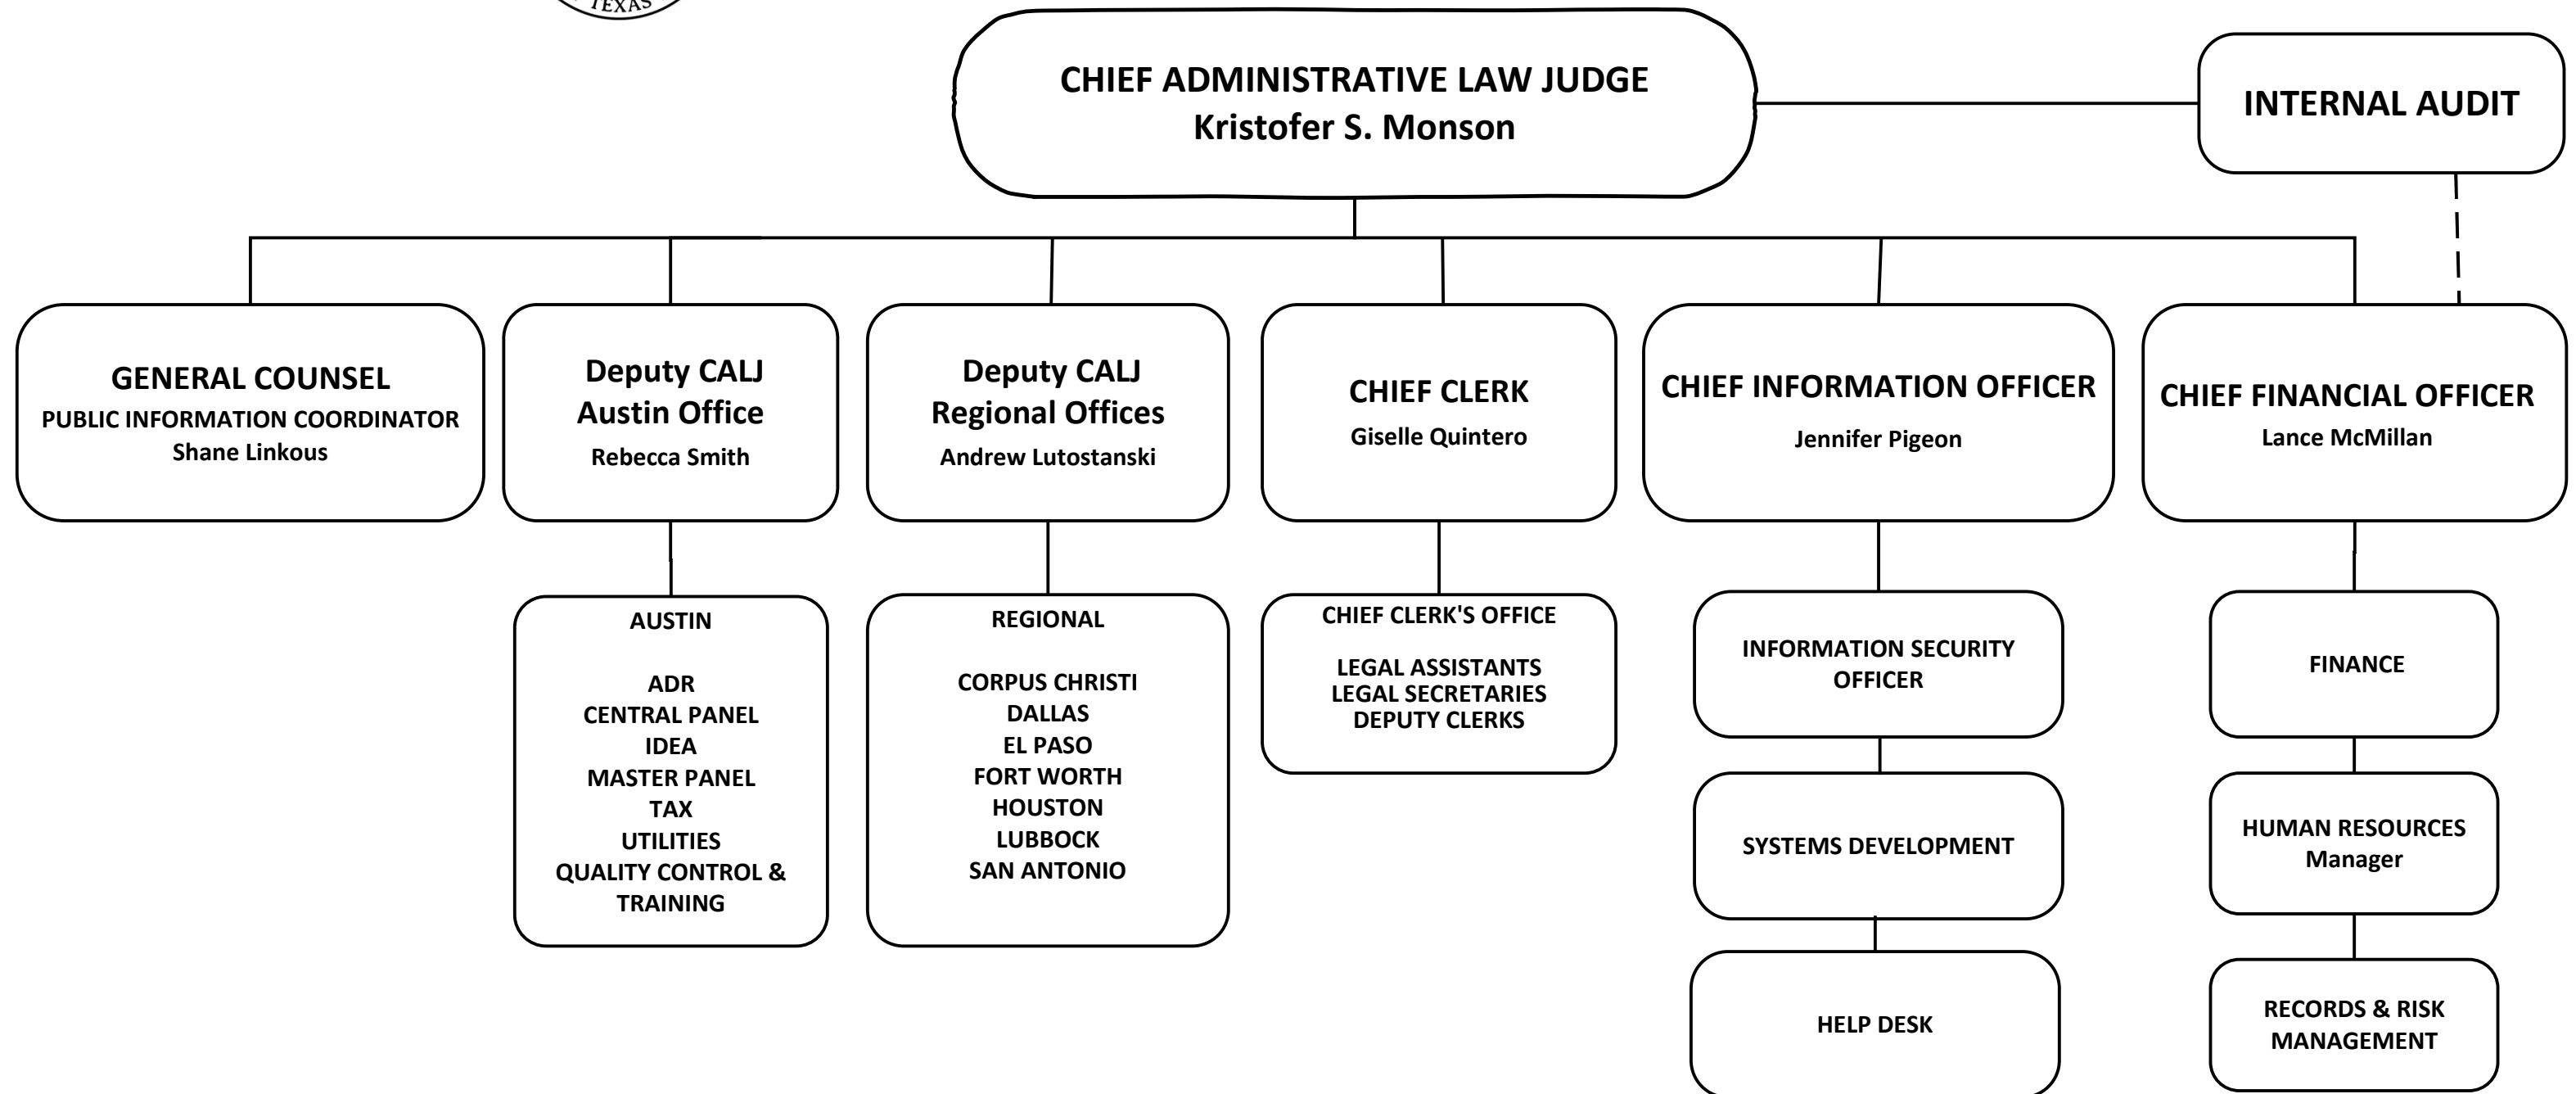 TEXAS
CHIEF ADMINISTRATIVE LAW JUDGE
Kristofer S. Monson
INTERNAL AUDIT
GENERAL COUNSEL
PUBLIC INFORMATION COORDINATOR
Shane Linkous
Deputy CALJ
Austin Office
Rebecca Smith
Deputy CALJ
Regional Offices
Andrew Lutostanski
CHIEF CLERK
Giselle Quintero
CHIEF INFORMATION OFFICER
Jennifer Pigeon
CHIEF FINANCIAL OFFICER
Lance McMillan
AUSTIN
ADR
CENTRAL PANEL
IDEA
MASTER PANEL
TAX
UTILITIES
QUALITY CONTROL &
TRAINING
REGIONAL
CORPUS CHRISTI
DALLAS
EL PASO
FORT WORTH
HOUSTON
LUBBOCK
SAN ANTONIO
CHIEF CLERK'S OFFICE
LEGAL ASSISTANTS
LEGAL SECRETARIES
DEPUTY CLERKS
INFORMATION SECURITY
OFFICER
SYSTEMS DEVELOPMENT
HELP DESK
FINANCE
HUMAN RESOURCES
Manager
RECORDS & RISK
MANAGEMENT